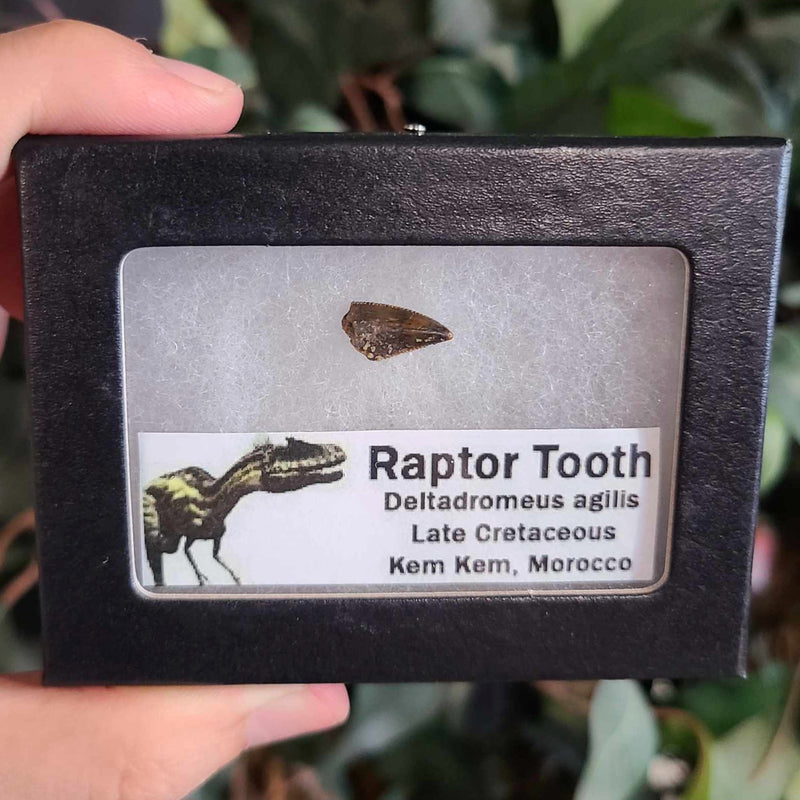 Raptor Tooth
Deltadromeus agilis
Late Cretaceous
Kem Kem, Morocco